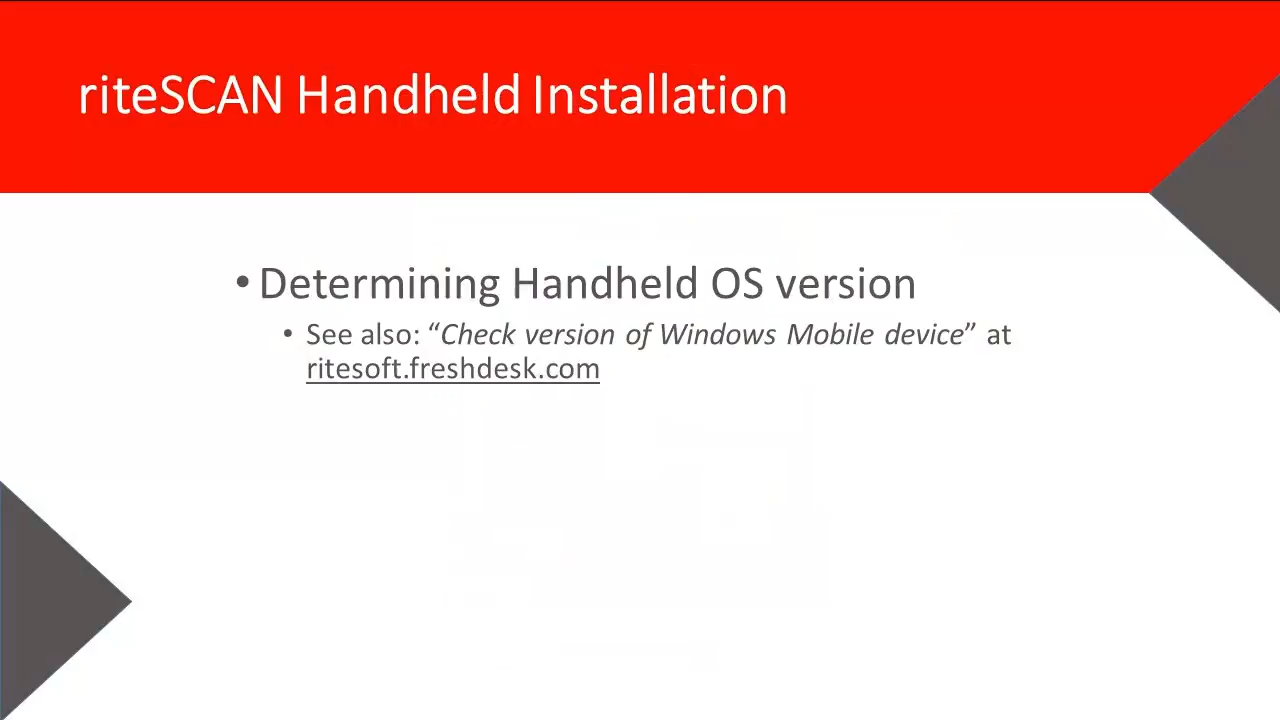 riteSCAN Handheld Installation
• Determining Handheld OS version
• See also: “Check version of Windows Mobile device” at
ritesoft.freshdesk.com